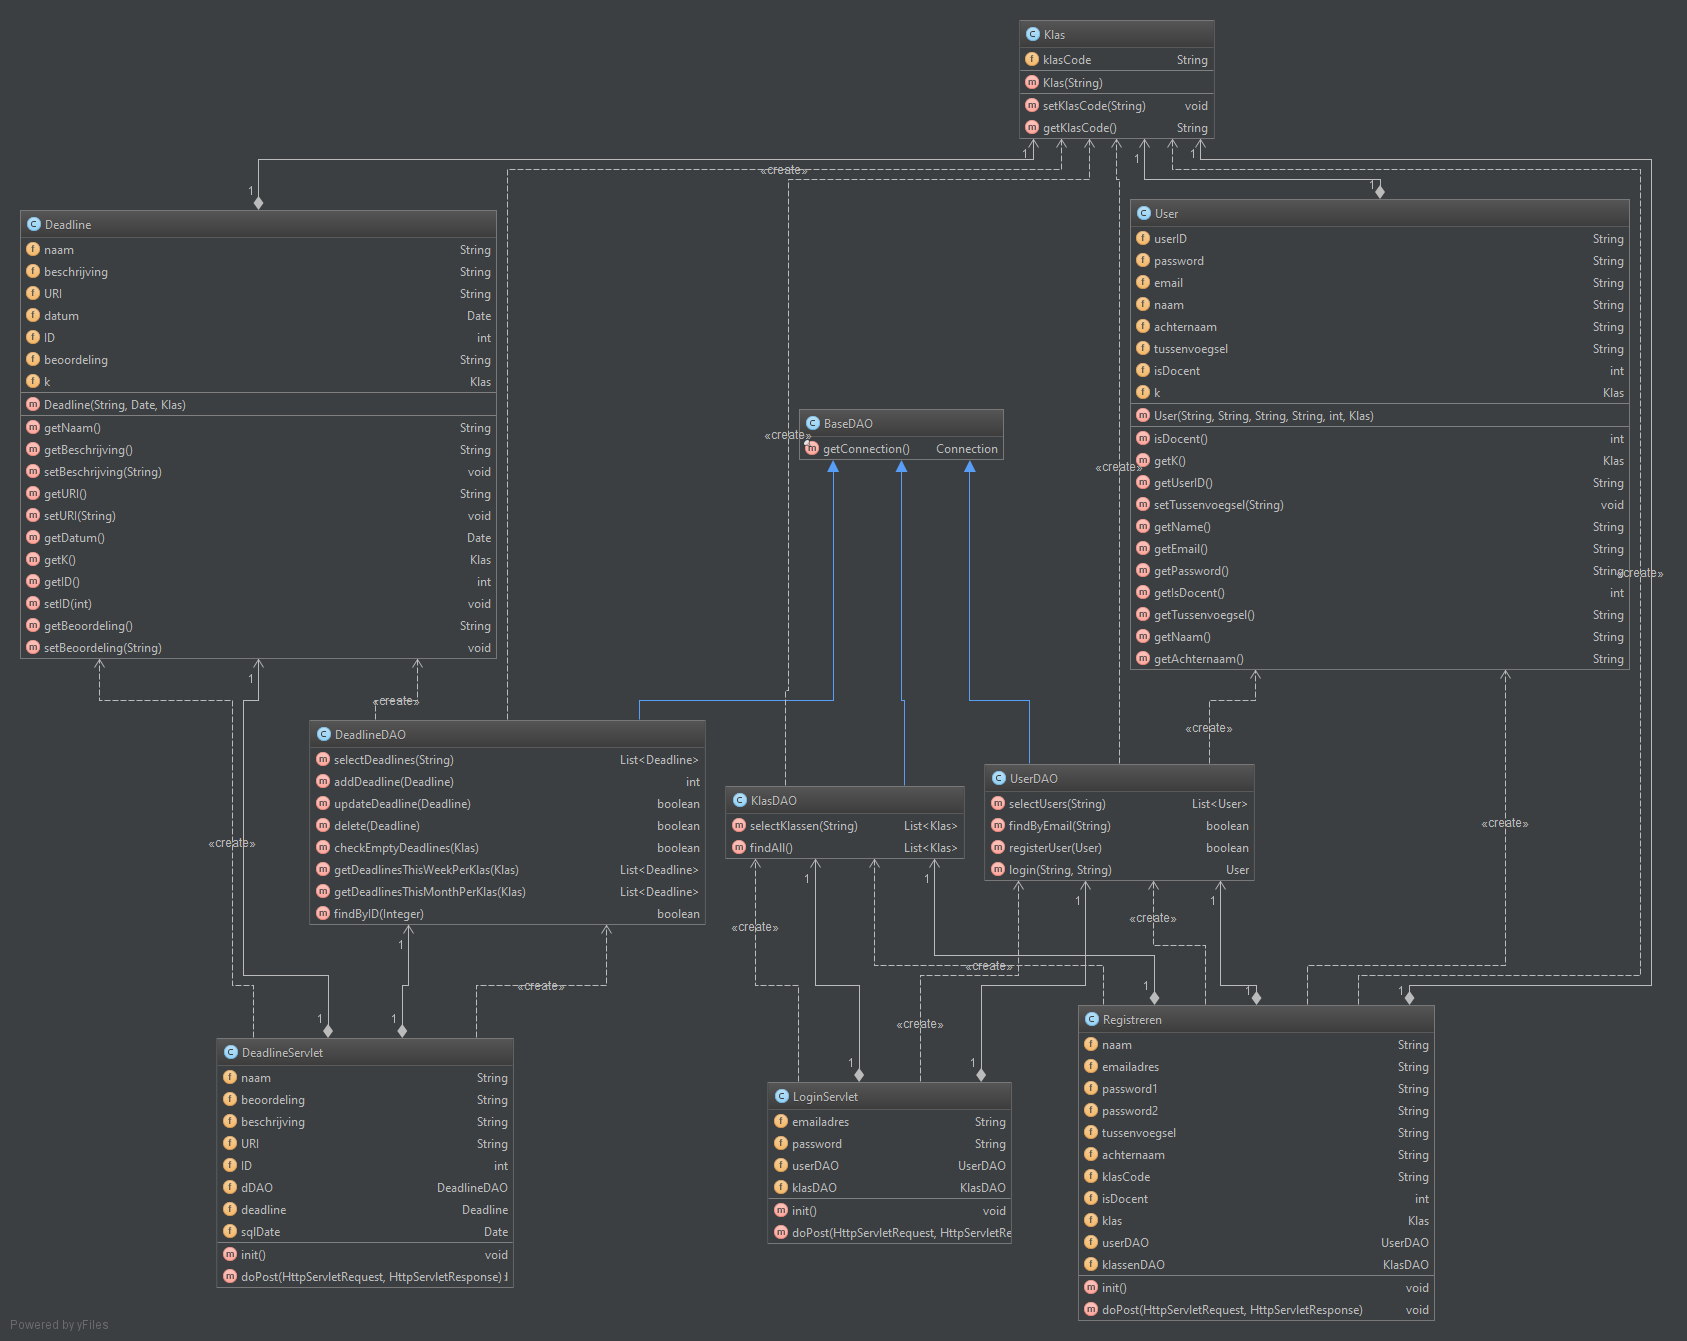 Klas
klasCode String
Klas(String)
setKlasCode(String) void
getKlasCode() String
1
1
1
«create»
1
1
Deadline
naam String
beschrijving String
URI String
datum Date
ID int
beoordeling String
k Klas
Deadline(String, Date, Klas)
getNaam() String
getBeschrijving() String
setBeschrijving(String) void
getURI() String
setURI(String) void
getDatum() Date
getK() Klas
getID() int
setID(int) void
getBeoordeling() String
setBeoordeling(String) void
User
userID String
password String
email String
naam String
achternaam String
tussenvoegsel String
isDocent int
k Klas
User(String, String, String, String, int, Klas)
isDocent() int
getK() Klas
getUserID() String
setTussenvoegsel(String) void
getName() String
getEmail() String
getPassword() String
getIsDocent() int
getTussenvoegsel() String
getNaam() String
getAchternaam() String
BaseDAO
getConnection() Connection
«create»
«create»
«create»
1
«create»
«create»
DeadlineDAO
selectDeadlines(String) List<Deadline>
addDeadline(Deadline) int
updateDeadline(Deadline) boolean
delete(Deadline) boolean
checkEmptyDeadlines(Klas) boolean
getDeadlinesThisWeekPerKlas(Klas) List<Deadline>
getDeadlinesThisMonthPerKlas(Klas) List<Deadline>
findByID(Integer) boolean
KlasDAO
selectKlassen(String) List<Klas>
findAll() List<Klas>
UserDAO
selectUsers(String) List<User>
findByEmail(String) boolean
registerUser(User) boolean
login(String, String) User
«create»
«create»
1
1
1
1
«create»
«create»
1
«create»
«create»
1
1
1
1
1
«create»
1
1
DeadlineServlet
naam String
beoordeling String
beschrijving String
URI String
ID int
dDAO DeadlineDAO
deadline Deadline
sqlDate Date
init() void
doPost(HttpServletRequest, HttpServletResponse)
LoginServlet
emailadres String
password String
userDAO UserDAO
klasDAO KlasDAO
init() void
doPost(HttpServletRequest, HttpServletRe
Registreren
naam String
emailadres String
password1 String
password2 String
tussenvoegsel String
achternaam String
klasCode String
isDocent int
klas Klas
userDAO UserDAO
klassenDAO KlasDAO
init() void
doPost(HttpServletRequest, HttpServletResponse) void
Powered by yFiles